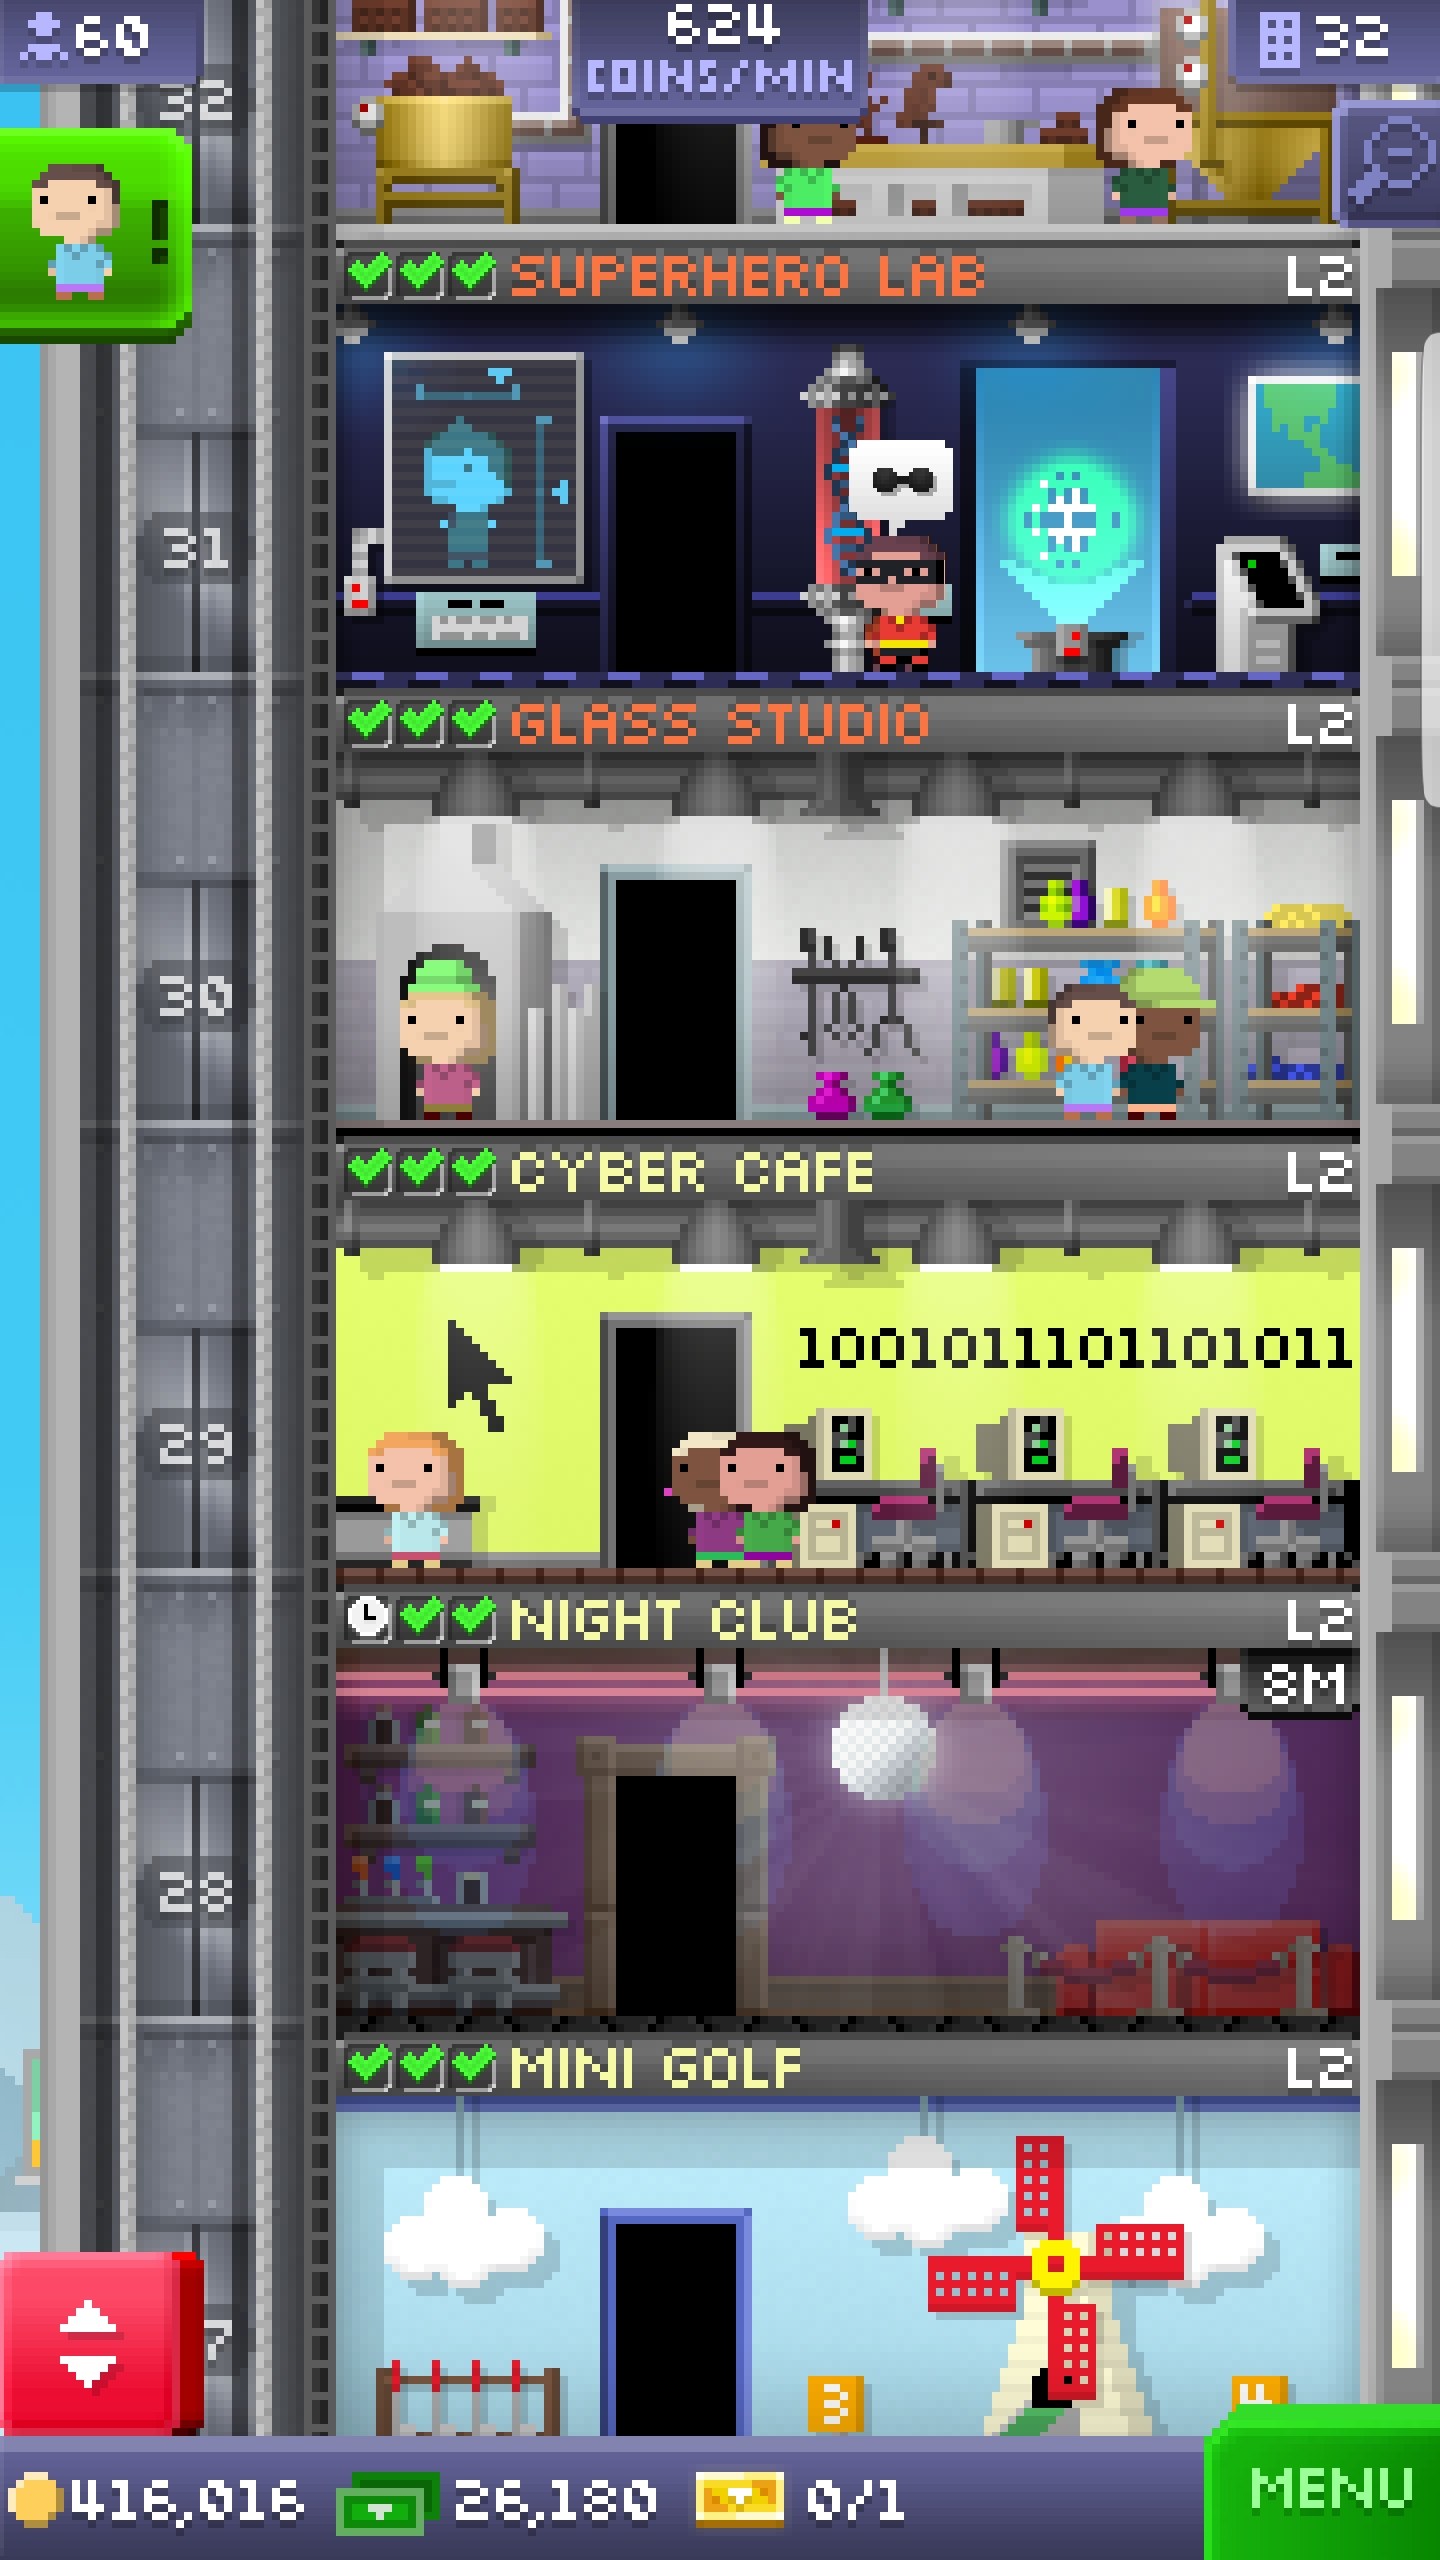 60
624
COINS/MIN
32
32
SUPERHERO LAB L2
31
GLASS STUDIO L2
30
CYBER CAFE L2
1001011101101011
29
NIGHT CLUB L2
8M
28
MINI GOLF L2
7
3
4
416,016 26,180 0/1
MENU